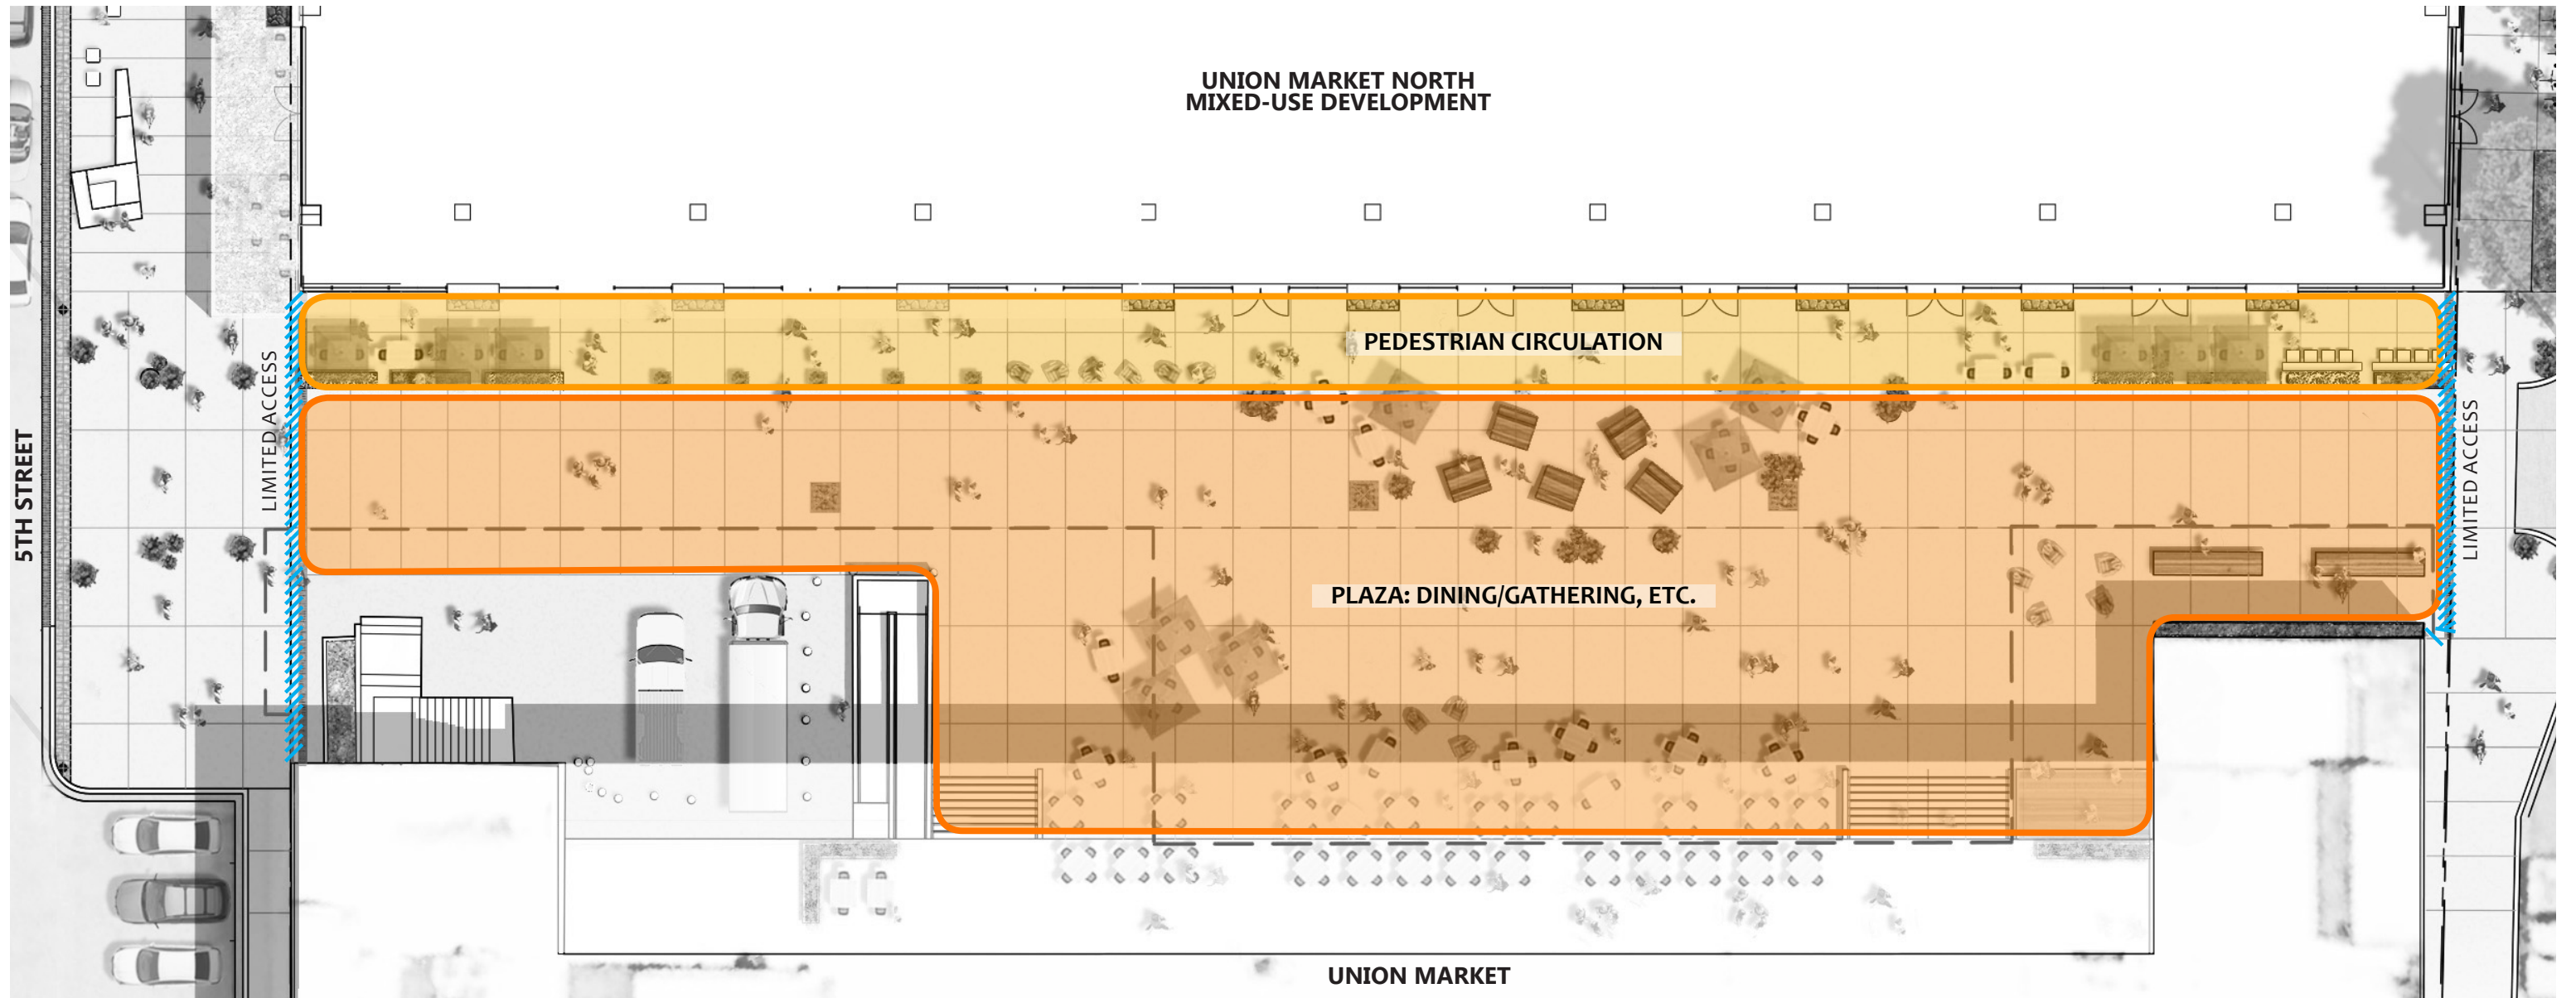 UNION MARKET NORTH
MIXED-USE DEVELOPMENT
PEDESTRIAN CIRCULATION
LIMITED ACCESS
LIMITED ACCESS
5TH STREET
PLAZA: DINING/GATHERING, ETC.
UNION MARKET